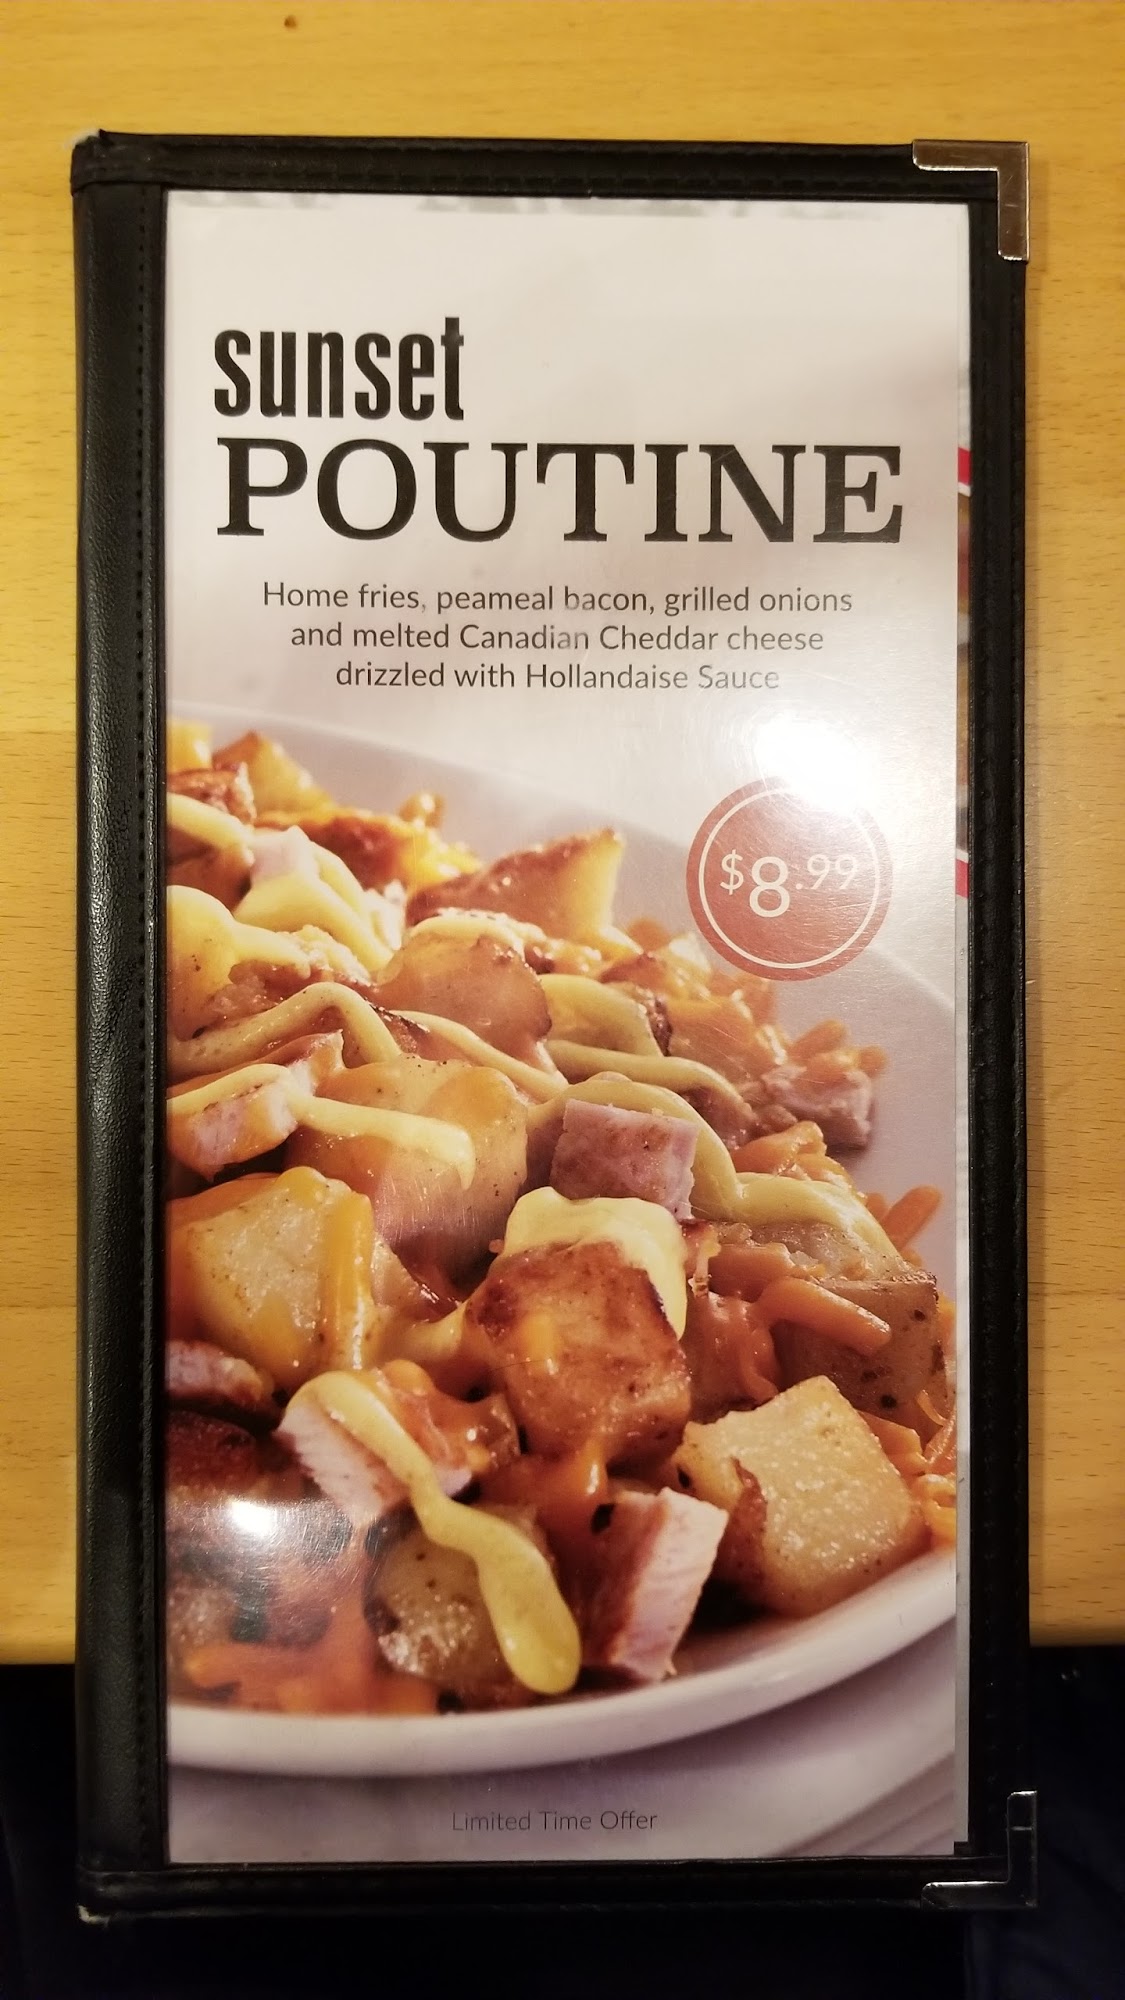 sunset
POUTINE
Home fries, peameal bacon, grilled onions
and melted Canadian Cheddar cheese
drizzled with Hollandaise Sauce
$8.99
Limited Time Offer